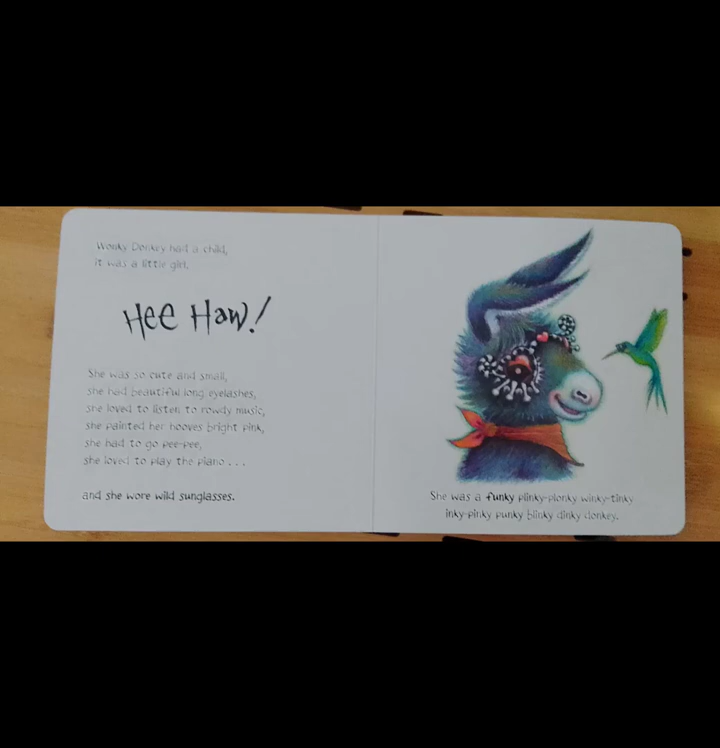 Wonky Donkey had a child,
it was a little girl.
Hee Haw!
She was so cute and small,
she had beautiful long eyelashes,
she loved to listen to rowdy music,
she painted her hooves bright pink,
she had to go pee-pee,
she loved to play the piano . . .
and she wore wild sunglasses.
She was a funky plinky-plonky winky-tinky
inky-pinky punky blinky dinky donkey.